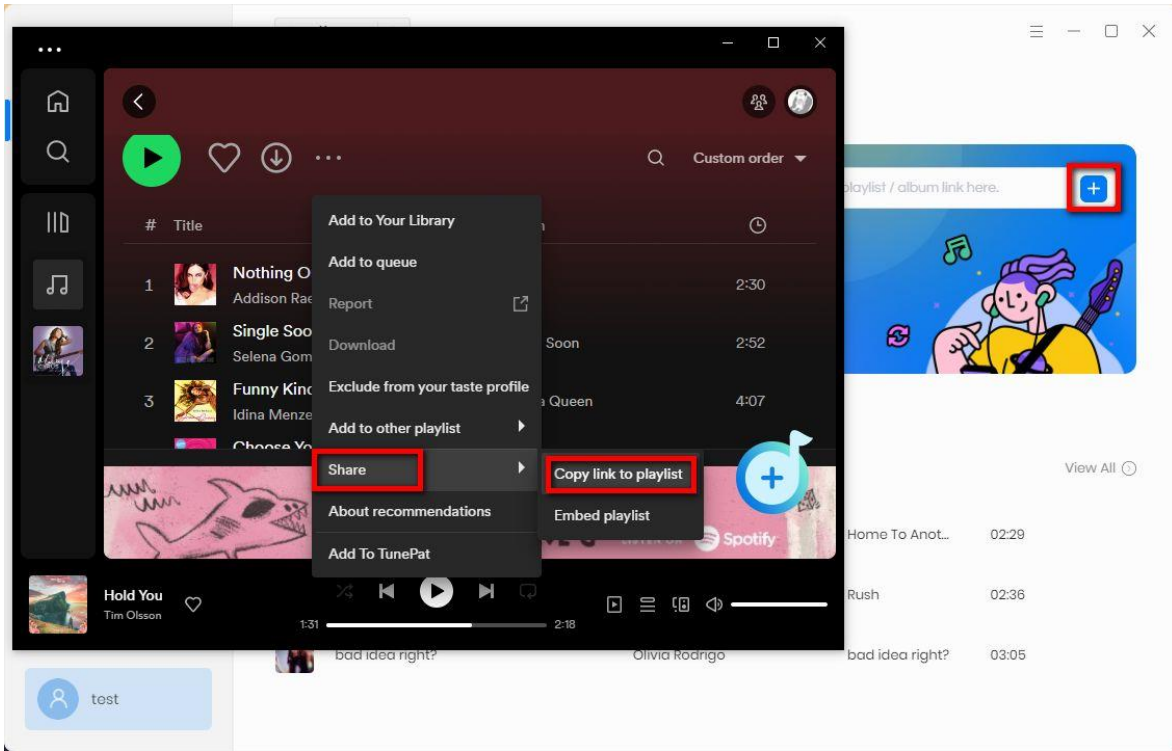 Custom order
playlist / album link here.
# Title
Add to Your Library
1 Nothing
Addison Rae
2:30
Add to queue
Report
2 Single
Selena
Soon
2:52
Download
3 Funny
Idina
Queen
4:07
Exclude from your taste profile
Add to other playlist
Choose
Share
Copy link to playlist
View All
About recommendations
Embed playlist
Spotify
Home To Anot...
02:29
Add To TunePat
Hold You
Tim Olsson
1:31
2:18
Rush
02:36
bad idea right?
Olivia Rodrigo
bad idea right?
03:05
test